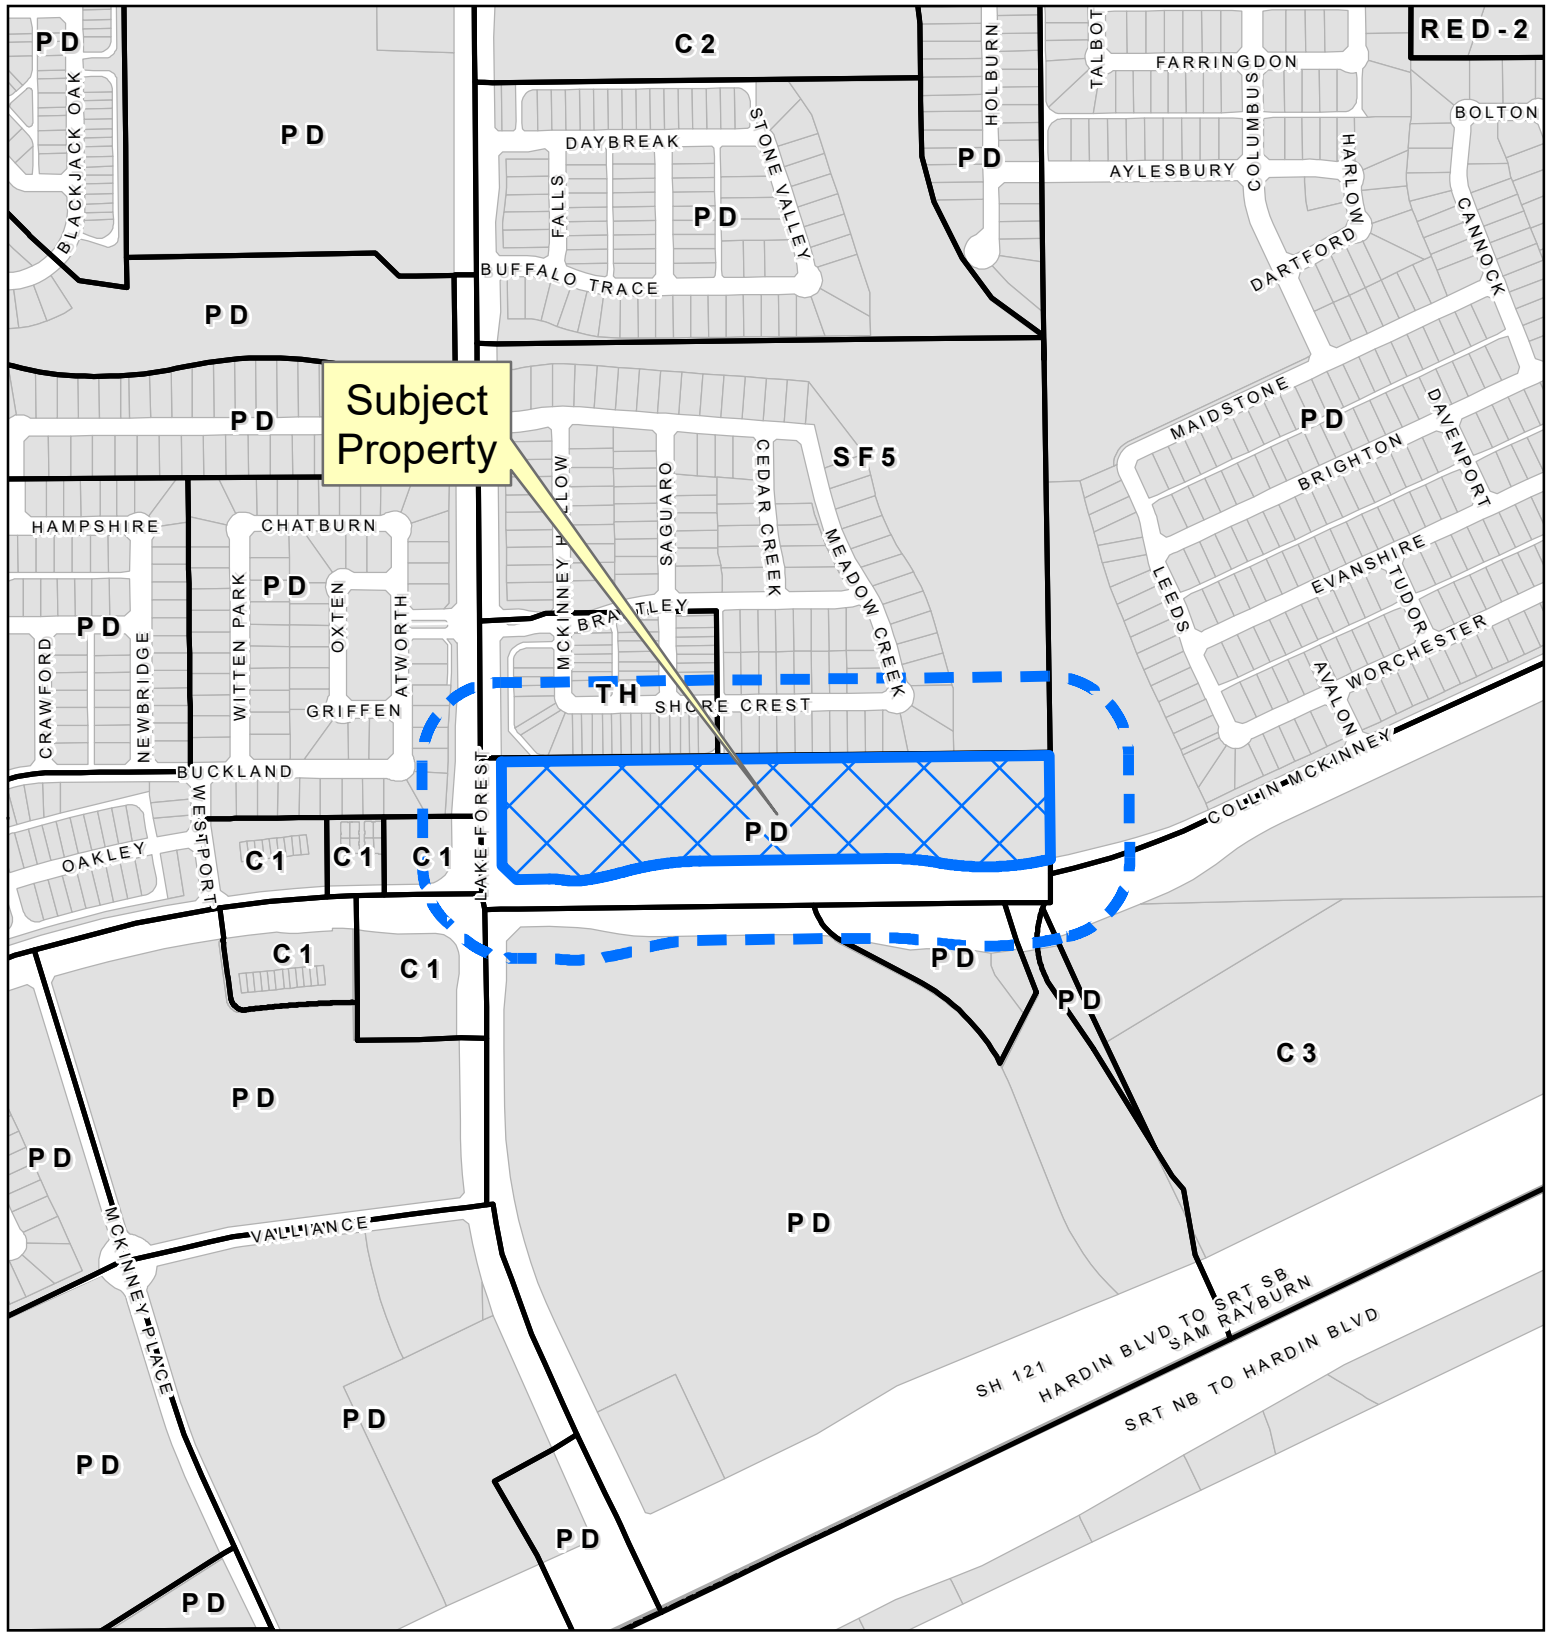 PD
C2
RED-2
HOLBURN
TALBOT
FARRINGDON
BLACKJACK OAK
PD
DAYBREAK
STONE VALLEY
PD
COLUMBUS
BOLTON
AYLESBURY
HARLOW
FALLS
PD
CANNOCK
BUFFALO TRACE
DARTFORD
PD
Subject
Property
PD
SF5
MAIDSTONE
PD
DAVENPORT
BRIGHTON
HAMPSHIRE
CHATBURN
SAGUARO
CEDAR CREEK
MEADOW CREEK
EVANSHIRE
TUDOR
LEEDS
PD
WITTEN PARK
OXTEN
ATWORTH
MCKINNEY
BRANTLEY
PD
CRAWFORD
NEWBRIDGE
GRIFFEN
TH
SHORE CREST
AVALON
WORCHESTER
COLLIN MCKINNEY
BUCKLAND
WESTPORT
LAKE FOREST
PD
OAKLEY
C1
C1
C1
C1
C1
PD
PD
C3
PD
PD
MCKINNEY PLACE
VALLIANCE
PD
HARDIN BLVD TO SRT SB
SAM RAYBURN
SH 121
SRT NB TO HARDIN BLVD
PD
PD
PD
PD